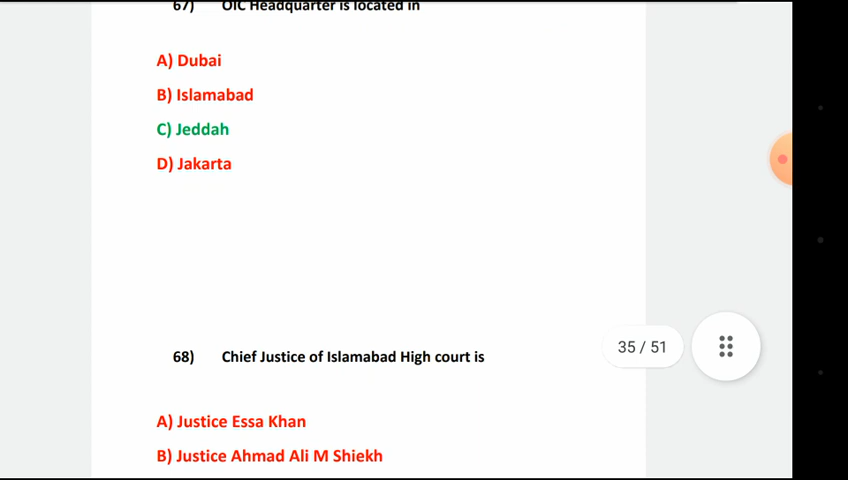 67) OIC Headquarter is located in
A) Dubai
B) Islamabad
C) Jeddah
D) Jakarta
68) Chief Justice of Islamabad High court is
35 / 51
A) Justice Essa Khan
B) Justice Ahmad Ali M Shiekh